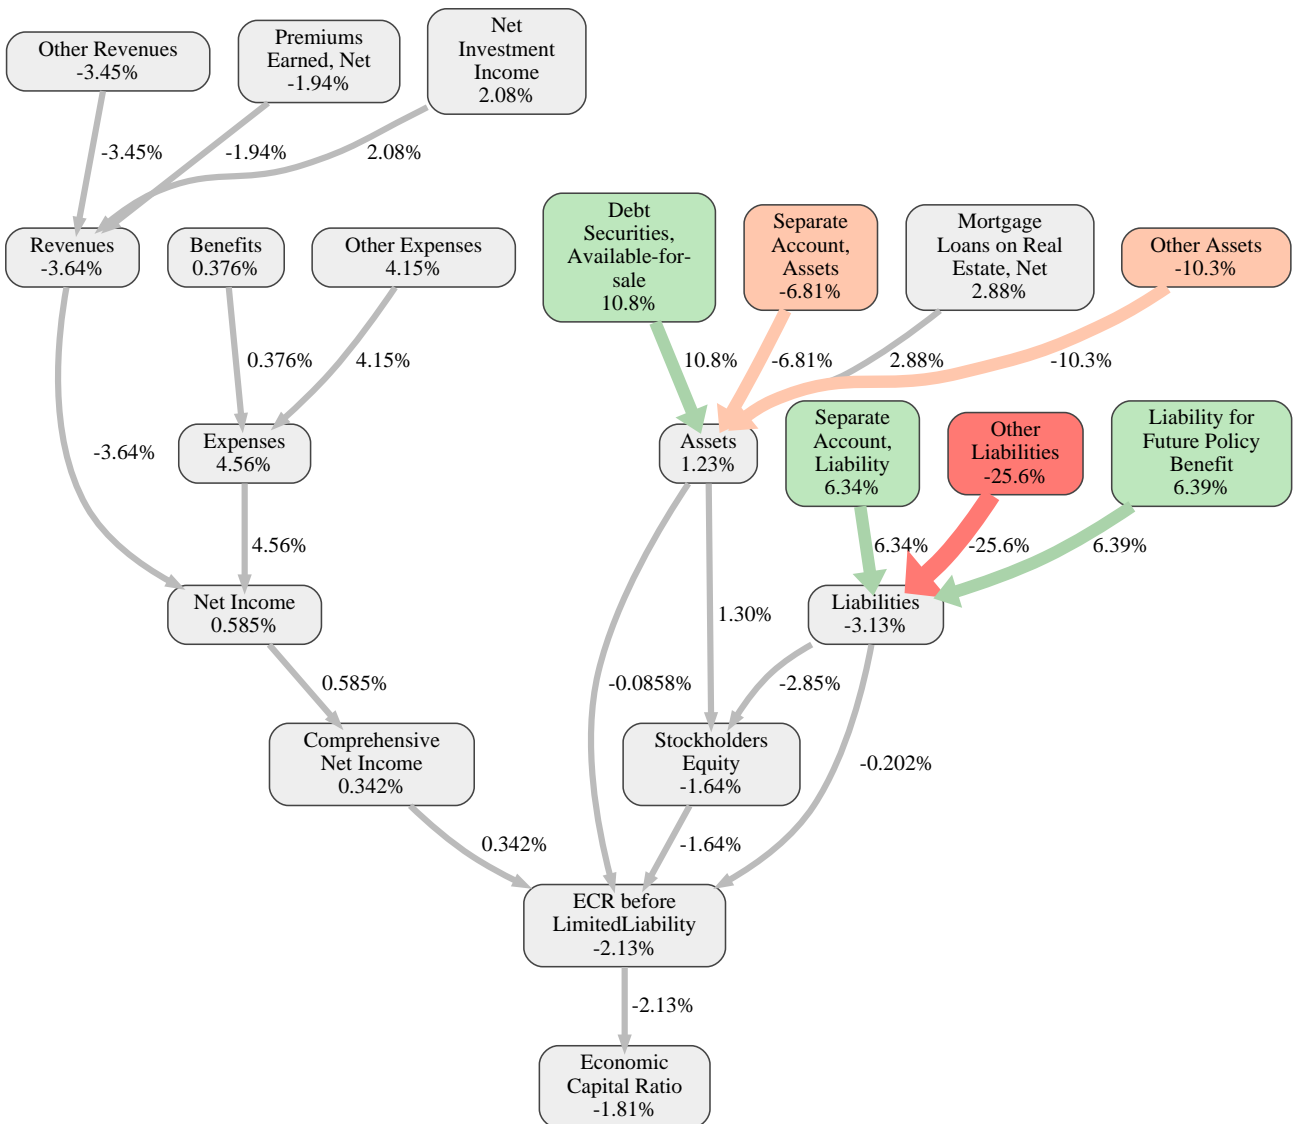 Other Revenues
-3.45%
Premiums
Earned, Net
-1.94%
Net
Investment
Income
2.08%
-3.45%
-1.94%
2.08%
Revenues
-3.64%
Benefits
0.376%
Other Expenses
4.15%
Debt
Securities,
Available-for-
sale
10.8%
Separate
Account,
Assets
-6.81%
Mortgage
Loans on Real
Estate, Net
2.88%
Other Assets
-10.3%
0.376%
4.15%
10.8%
-6.81%
2.88%
-10.3%
-3.64%
Expenses
4.56%
Assets
1.23%
Separate
Account,
Liability
6.34%
Other
Liabilities
-25.6%
Liability for
Future Policy
Benefit
6.39%
4.56%
6.34%
-25.6%
6.39%
Net Income
0.585%
1.30%
Liabilities
-3.13%
0.585%
-0.0858%
-2.85%
Comprehensive
Net Income
0.342%
Stockholders
Equity
-1.64%
-0.202%
0.342%
-1.64%
ECR before
LimitedLiability
-2.13%
-2.13%
Economic
Capital Ratio
-1.81%